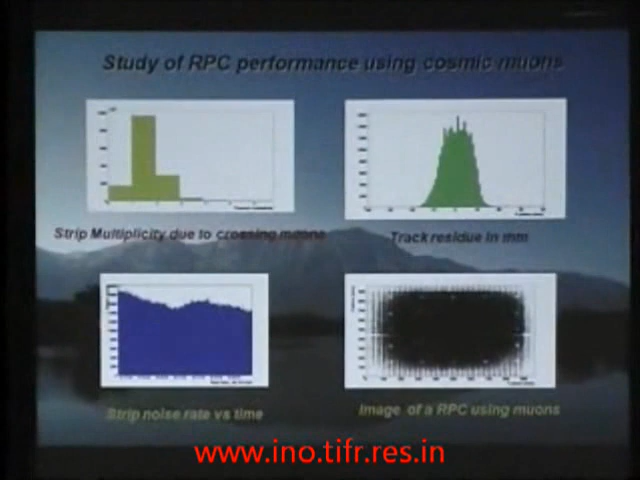 Study of RPC performance using cosmic muons
Strip Multiplicity due to crossing muons
Track residue in mm
Strip noise rate vs time
Image of a RPC using muons
www.ino.tifr.res.in